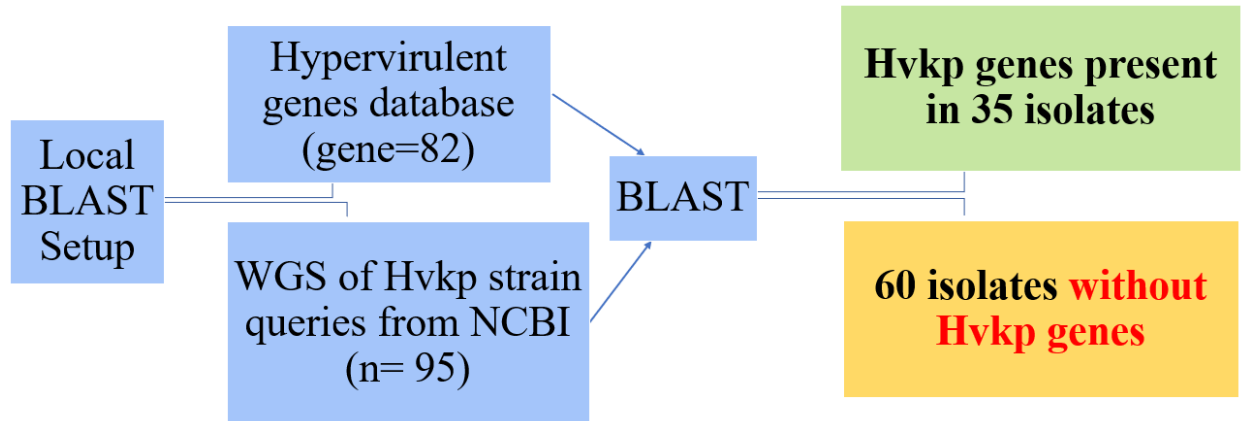 Local
BLAST
Setup
Hypervirulent
genes database
(gene=82)
WGS of Hvkp strain
queries from NCBI
(n= 95)
BLAST
Hvkp genes present
in 35 isolates
60 isolates without
Hvkp genes